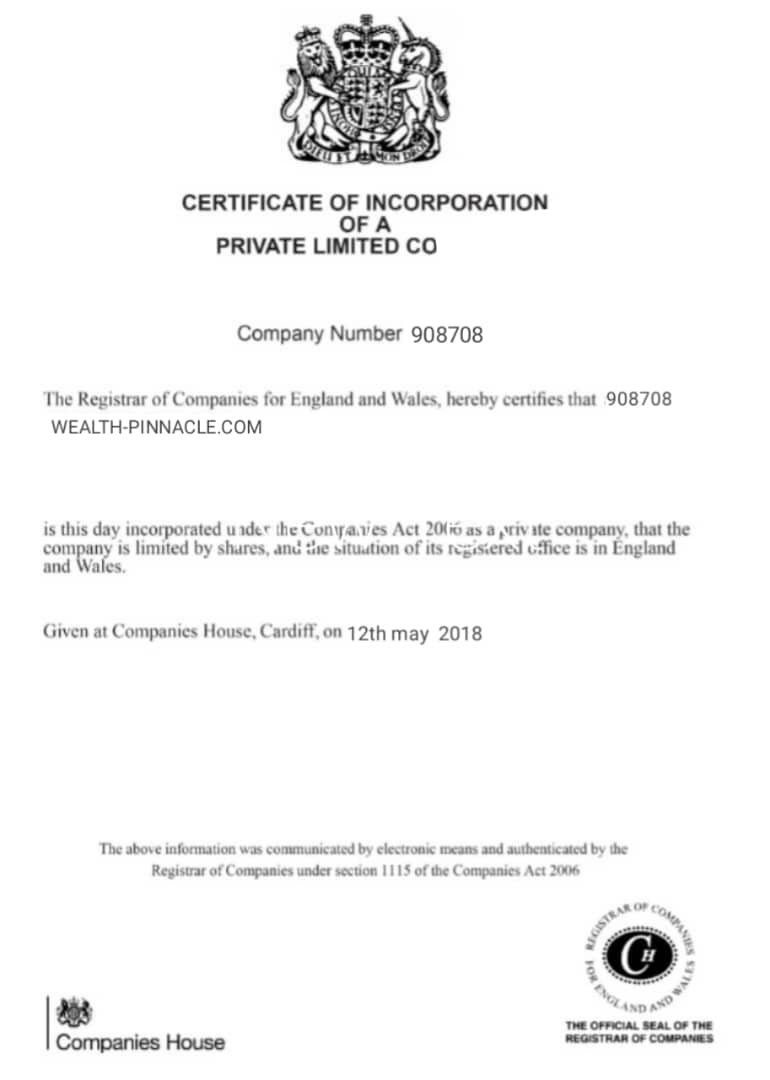 DIEU ET MON DROIT
CERTIFICATE OF INCORPORATION
OF A
PRIVATE LIMITED CO
Company Number 908708
The Registrar of Companies for England and Wales, hereby certifies that 908708
WEALTH-PINNACLE.COM
is this day incorporated under the Companies Act 2006 as a private company, that the
company is limited by shares, and the situation of its registered office is in England
and Wales.
Given at Companies House, Cardiff, on 12th may 2018
The above information was communicated by electronic means and authenticated by the
Registrar of Companies under section 1115 of the Companies Act 2006
REGISTRAR OF COMPANIES
FOR ENGLAND AND WALES
CH
THE OFFICIAL SEAL OF THE
REGISTRAR OF COMPANIES
Companies House